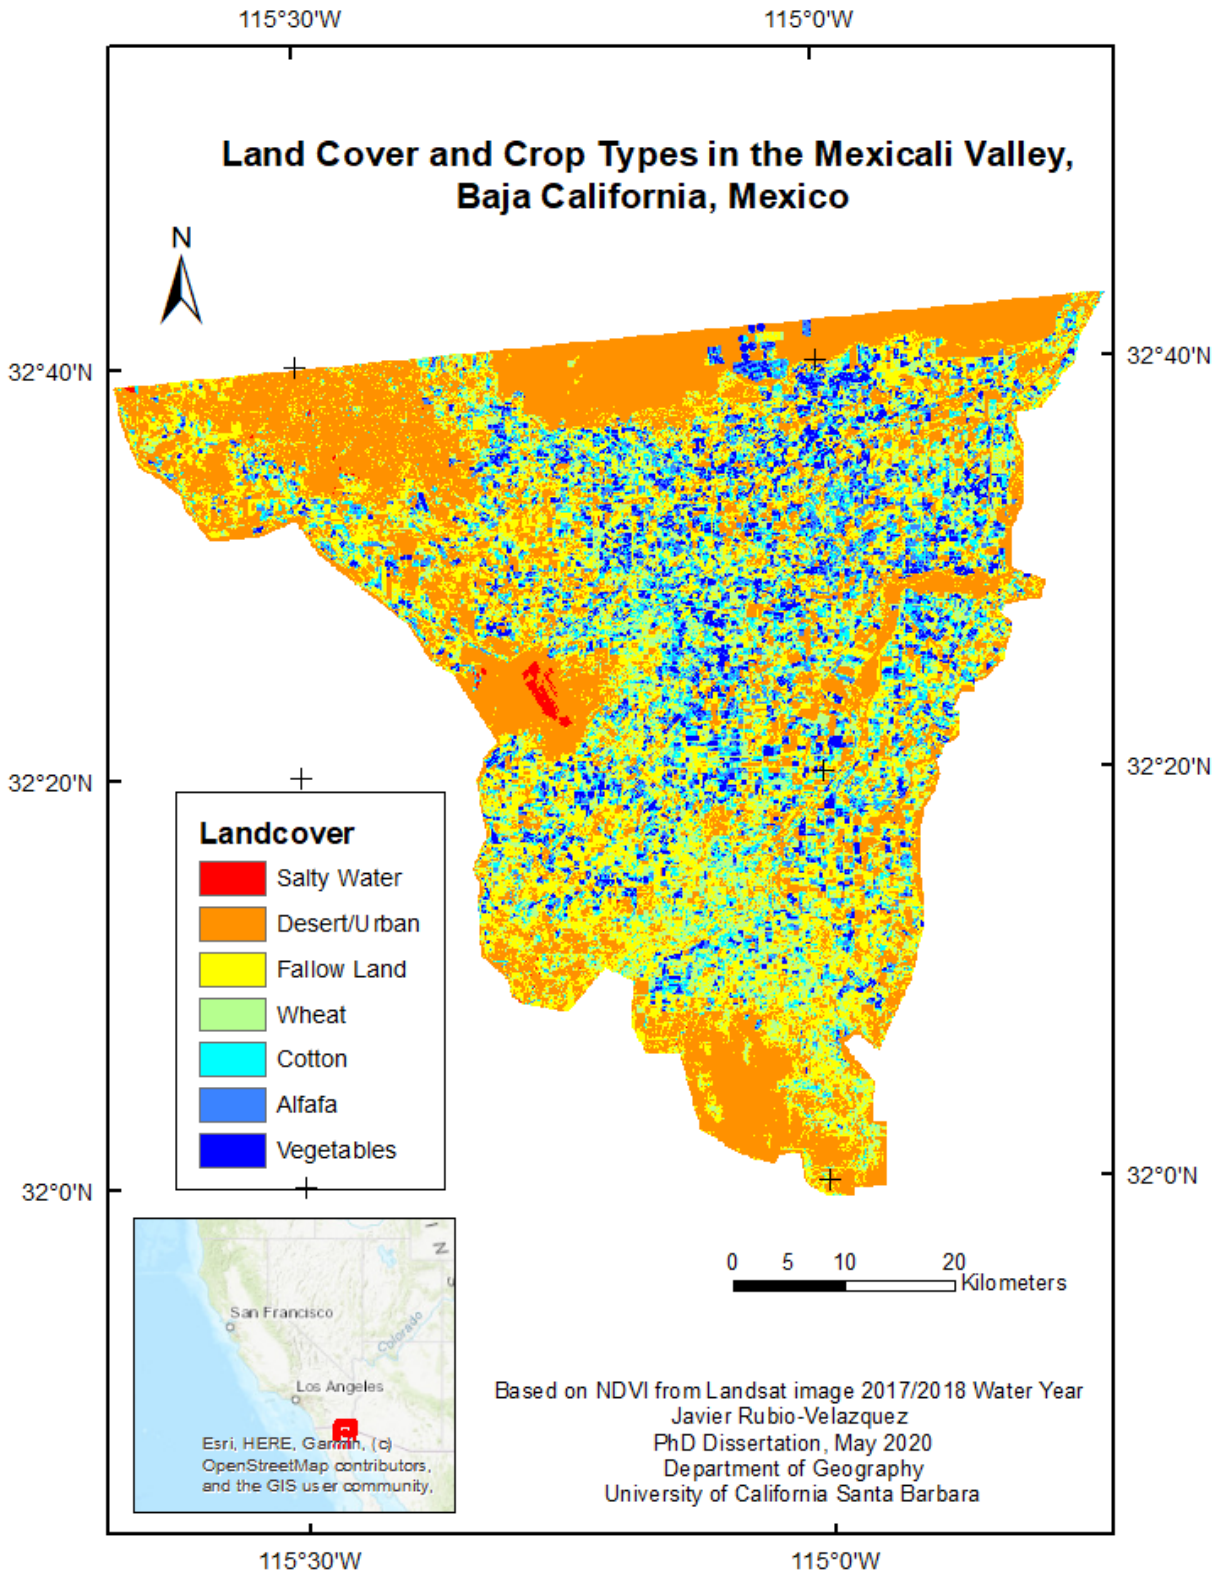 115°30'W
115°0'W
Land Cover and Crop Types in the Mexicali Valley,
Baja California, Mexico
N
32°40'N
32°40'N
32°20'N
32°20'N
Landcover
Salty Water
Desert/Urban
Fallow Land
Wheat
Cotton
Alfafa
Vegetables
32°0'N
32°0'N
San Francisco
Colorado
Los Angeles
Esri, HERE, Garmin, (c)
OpenStreetMap contributors,
and the GIS user community,
0 5 10 20
Kilometers
Based on NDVI from Landsat image 2017/2018 Water Year
Javier Rubio-Velazquez
PhD Dissertation, May 2020
Department of Geography
University of California Santa Barbara
115°30'W
115°0'W